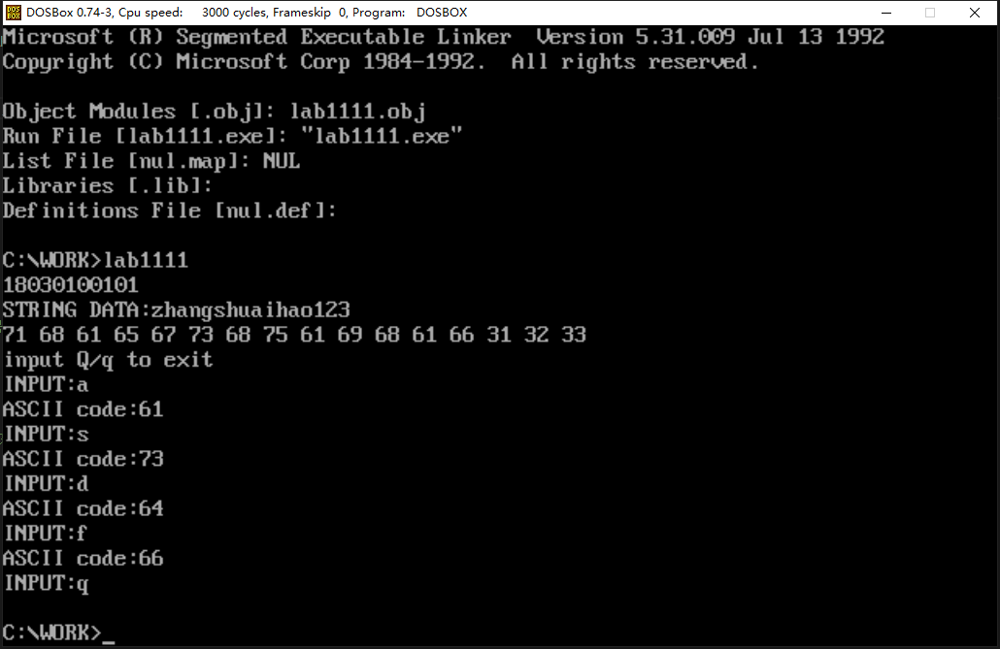 DOSBox 0.74-3, Cpu speed: 3000 cycles, Frameskip 0, Program: DOSBOX
Microsoft (R) Segmented Executable Linker Version 5.31.009 Jul 13 1992
Copyright (C) Microsoft Corp 1984-1992. All rights reserved.
Object Modules [.obj]: lab1111.obj
Run File [lab1111.exe]: "lab1111.exe"
List File [nul.map]: NUL
Libraries [.lib]:
Definitions File [nul.def]:
C:\WORK>lab1111
18030100101
STRING DATA:zhangshuaihao123
71 68 61 65 67 73 68 75 61 69 68 61 66 31 32 33
input Q/q to exit
INPUT:a
ASCII code:61
INPUT:s
ASCII code:73
INPUT:d
ASCII code:64
INPUT:f
ASCII code:66
INPUT:q
C:\WORK>_